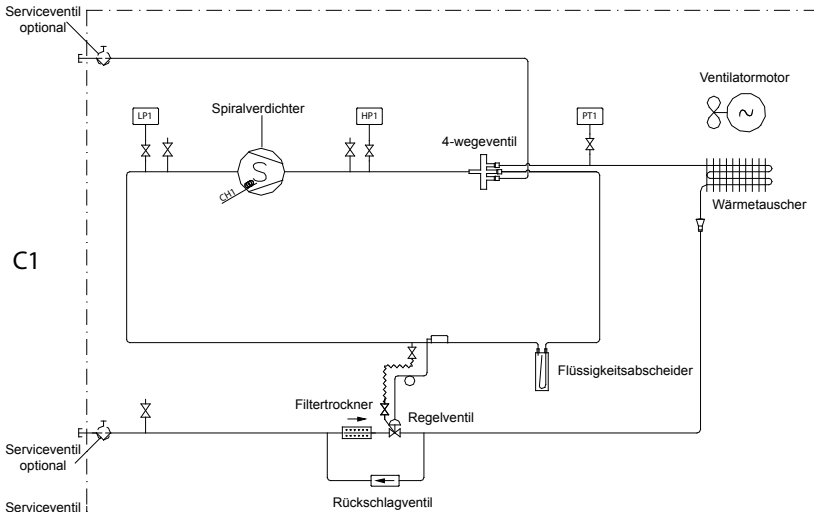 Serviceventil
optional
Ventilatormotor
Spiralverdichter
LP1
HP1
PT1
4-wegeventil
S
CH1
Wärmetauscher
C1
Flüssigkeitsabscheider
Filtertrockner
Regelventil
Serviceventil
optional
Rückschlagventil
Serviceventil